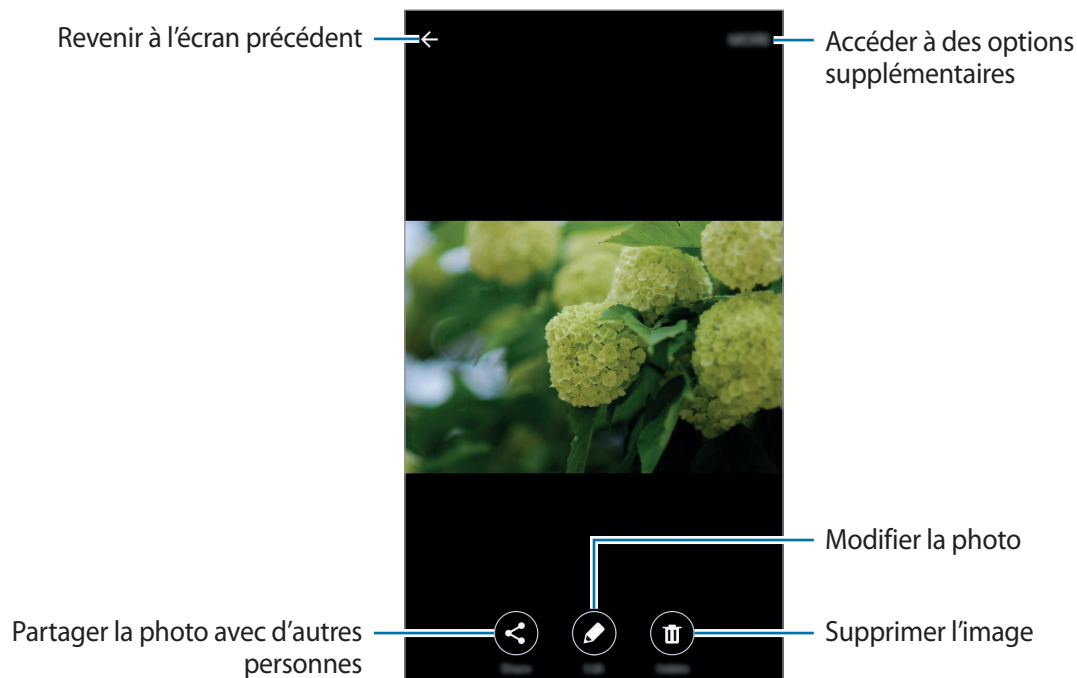 Revenir à l’écran précédent
Accéder à des options
supplémentaires
Modifier la photo
Partager la photo avec d’autres
personnes
Supprimer l’image